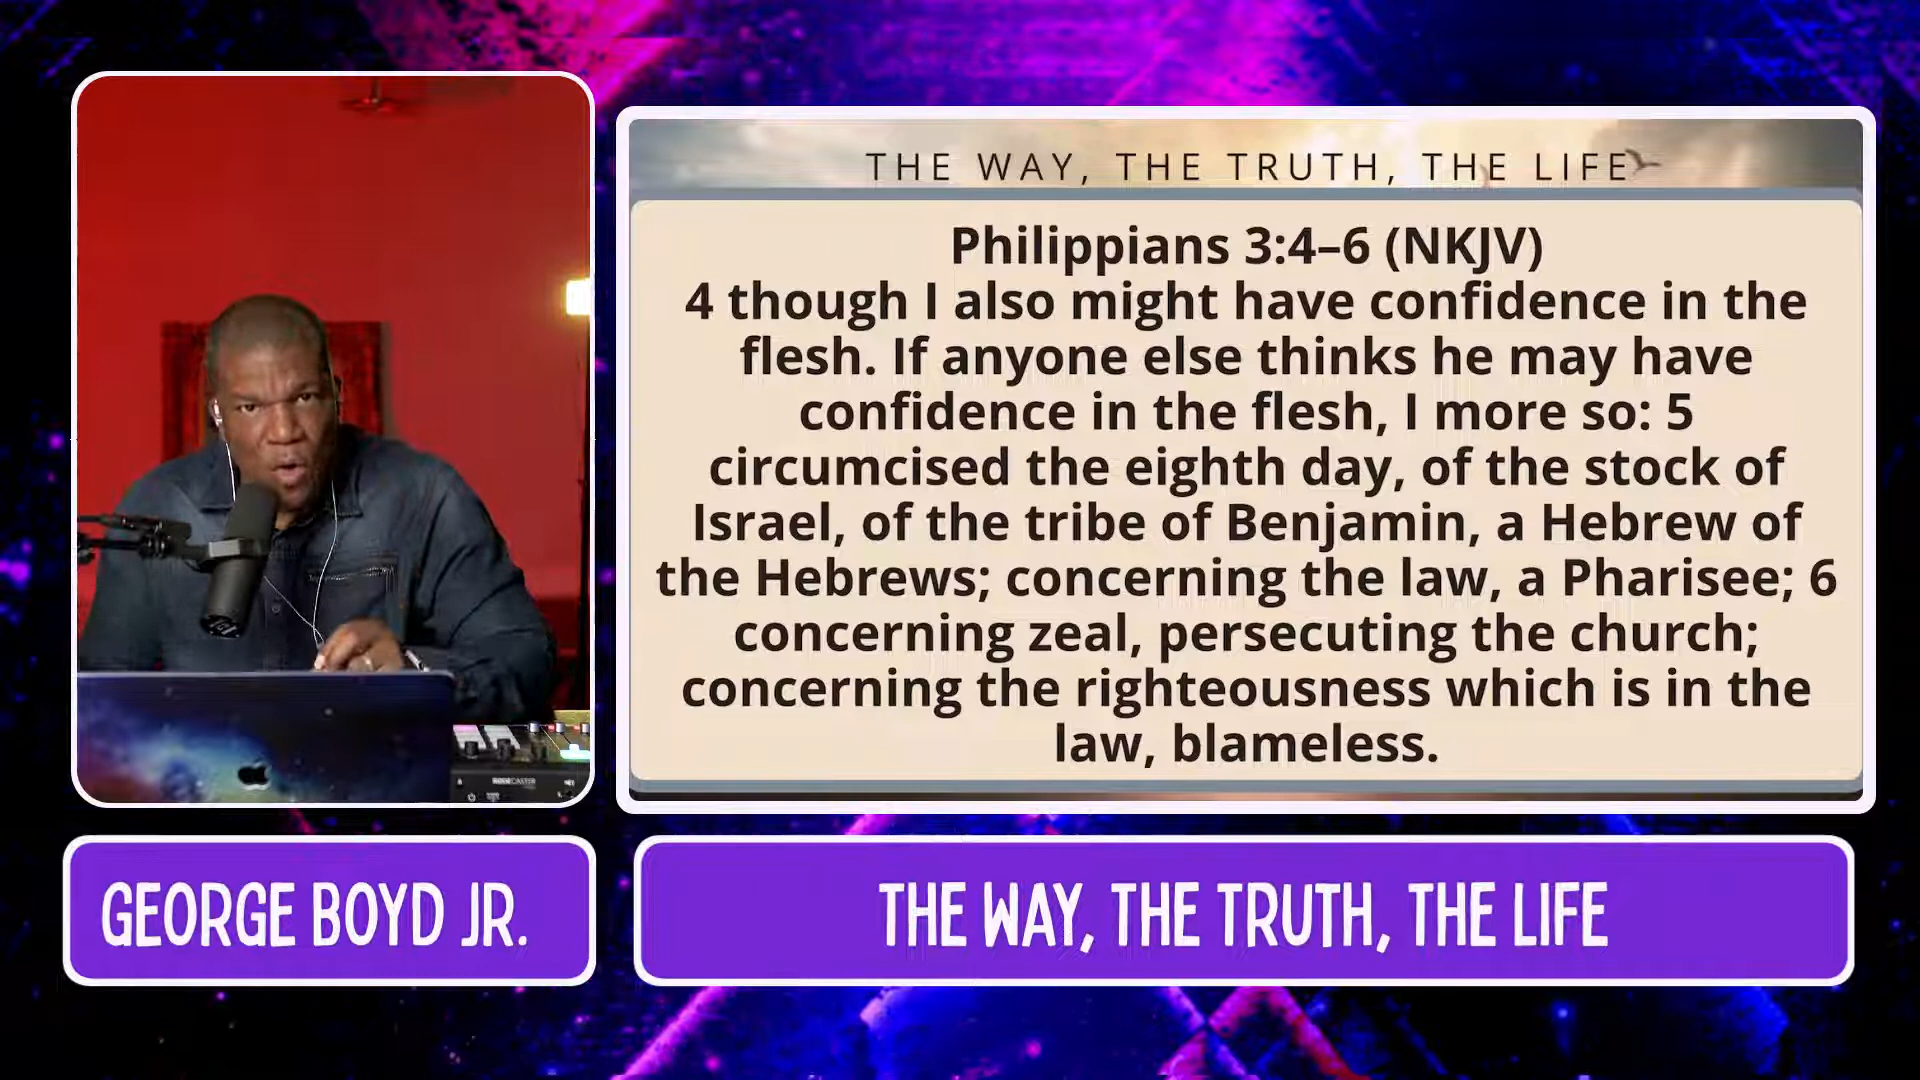 THE WAY, THE TRUTH, THE LIFE
Philippians 3:4–6 (NKJV)
4 though I also might have confidence in the
flesh. If anyone else thinks he may have
confidence in the flesh, I more so: 5
circumcised the eighth day, of the stock of
Israel, of the tribe of Benjamin, a Hebrew of
the Hebrews; concerning the law, a Pharisee; 6
concerning zeal, persecuting the church;
concerning the righteousness which is in the
law, blameless.
GEORGE BOYD JR.
THE WAY, THE TRUTH, THE LIFE